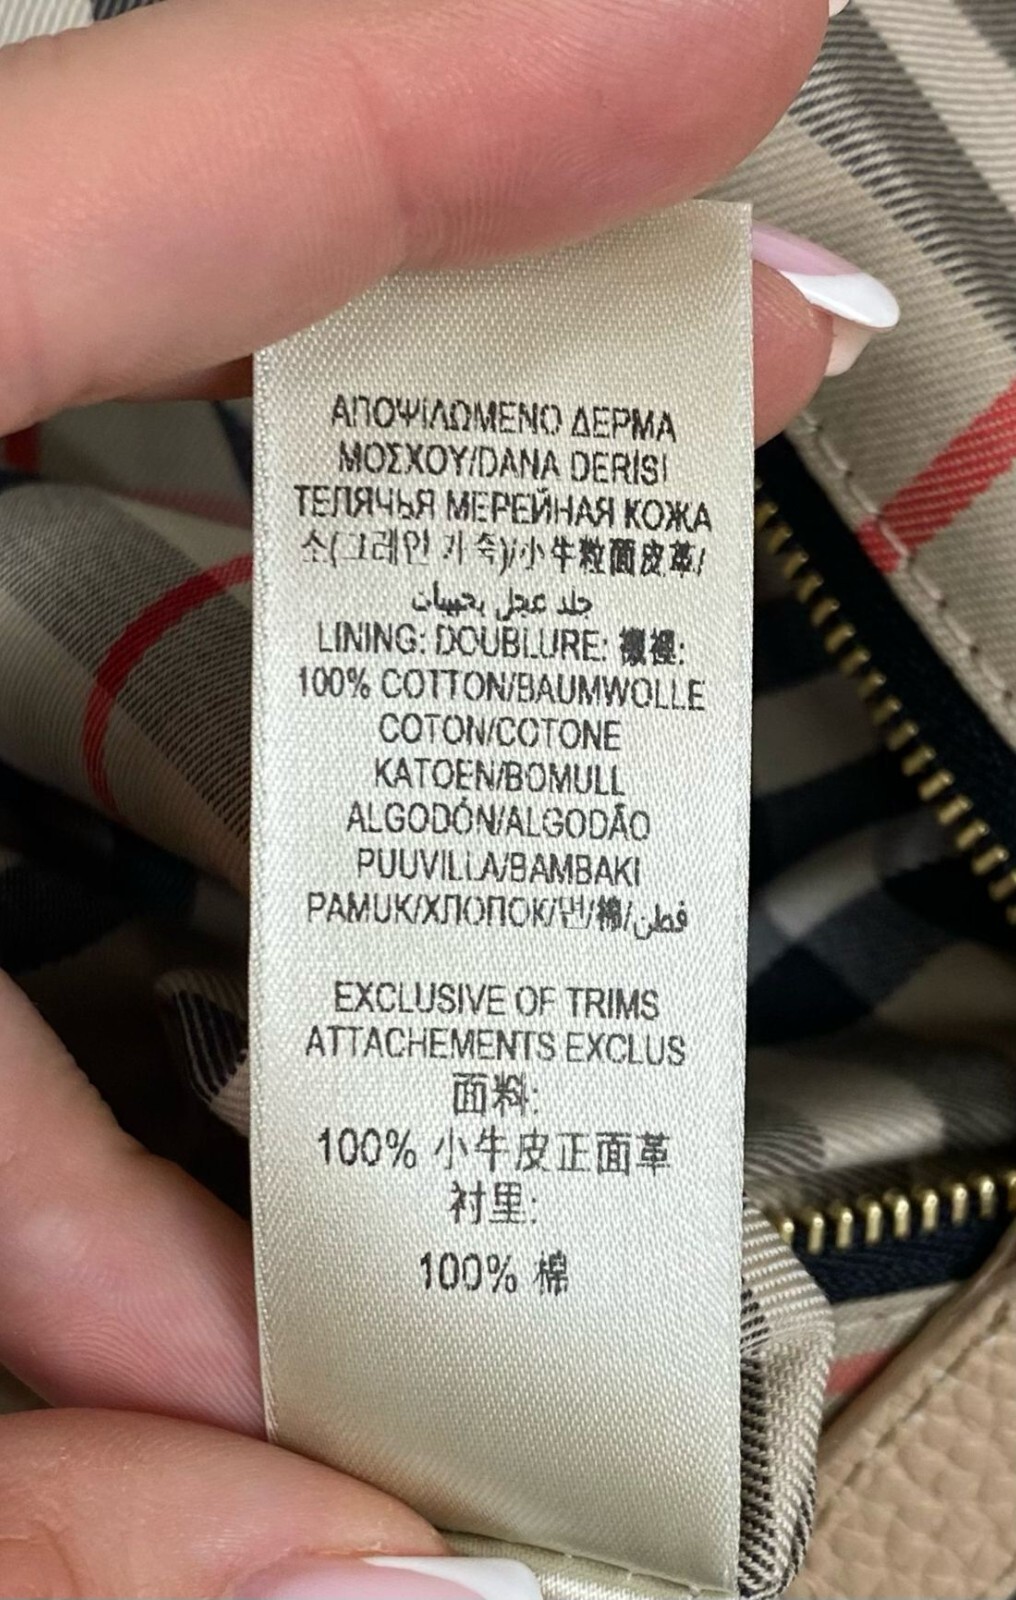 ΑΠΟΨΙΛΩΜΕΝΟ ΔΕΡΜΑ
ΜΟΣΧΟΥ/DANA DERİSİ
ТЕЛЯЧЬЯ МЕРЕЙНАЯ КОЖА
소(그레인 가죽)/小牛粒面皮革/
جلد عجل بحبيبات
LINING: DOUBLURE: 襯裡:
100% COTTON/BAUMWOLLE
COTON/COTONE
KATOEN/BOMULL
ALGODÓN/ALGODÃO
PUUVILLA/BAMBAKI
PAMUK/ХЛОПОК/면/棉/قطن
EXCLUSIVE OF TRIMS
ATTACHEMENTS EXCLUS
面料:
100% 小牛皮正面革
衬里:
100% 棉